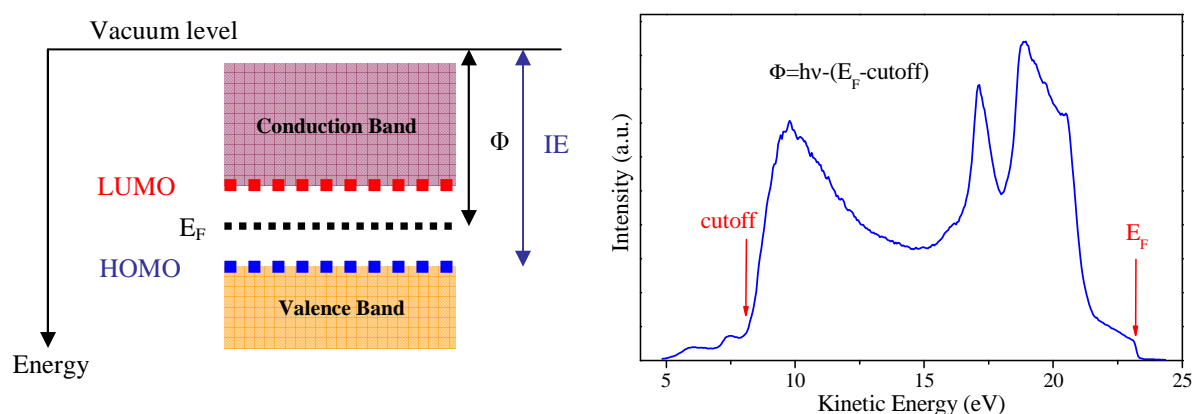 Vacuum level
Conduction Band
LUMO
E_F
HOMO
Valence Band
Energy
Φ
IE
Φ=hν-(E_F-cutoff)
cutoff
E_F
Intensity (a.u.)
5 10 15 20 25
Kinetic Energy (eV)